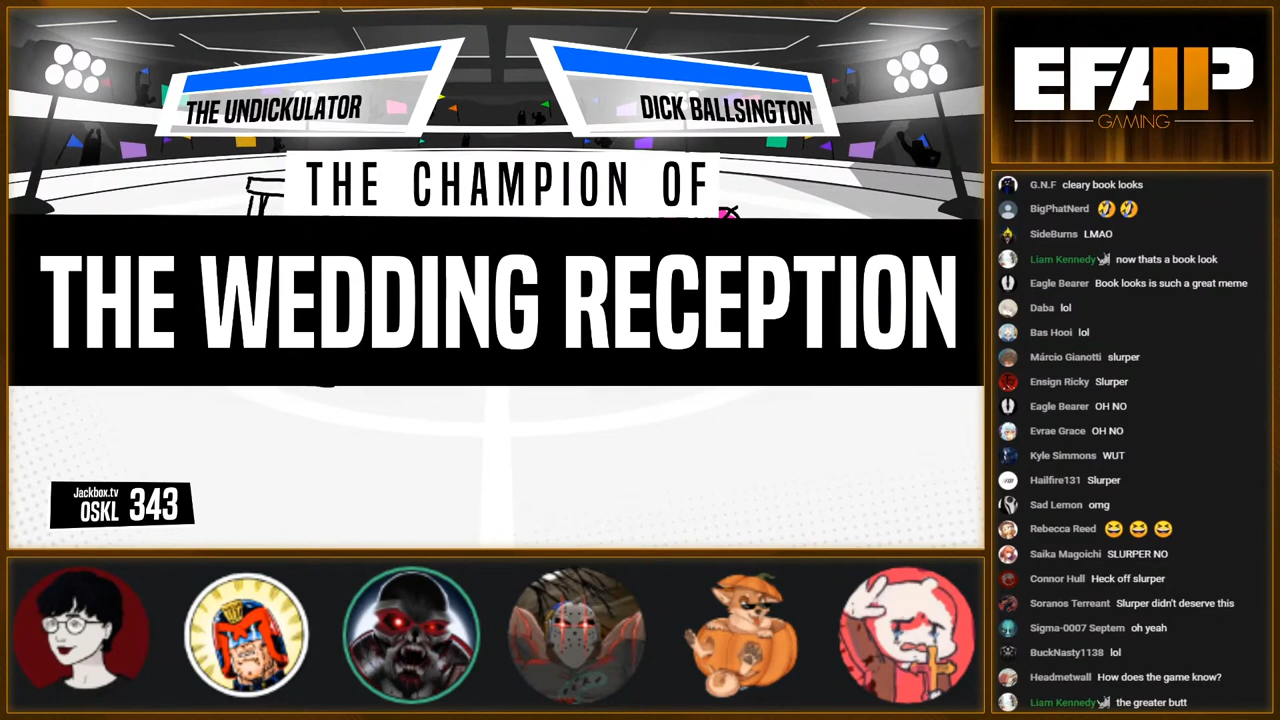 THE UNDICKULATOR
DICK BALLSINGTON
THE CHAMPION OF
THE WEDDING RECEPTION
Jackbox.tv
OSKL 343
EFAP
GAMING
G.N.F cleary book looks
BigPhatNerd 🤣 🤣
SideBurns LMAO
Liam Kennedy now thats a book look
Eagle Bearer Book looks is such a great meme
Daba lol
Bas Hooi lol
Márcio Gianotti slurper
Ensign Ricky Slurper
Eagle Bearer OH NO
Evrae Grace OH NO
Kyle Simmons WUT
Hailfire131 Slurper
Sad Lemon omg
Rebecca Reed 😆 😆 😆
Saika Magoichi SLURPER NO
Connor Hull Heck off slurper
Soranos Terreant Slurper didn't deserve this
Sigma-0007 Septem oh yeah
BuckNasty1138 lol
Headmetwall How does the game know?
Liam Kennedy the greater butt